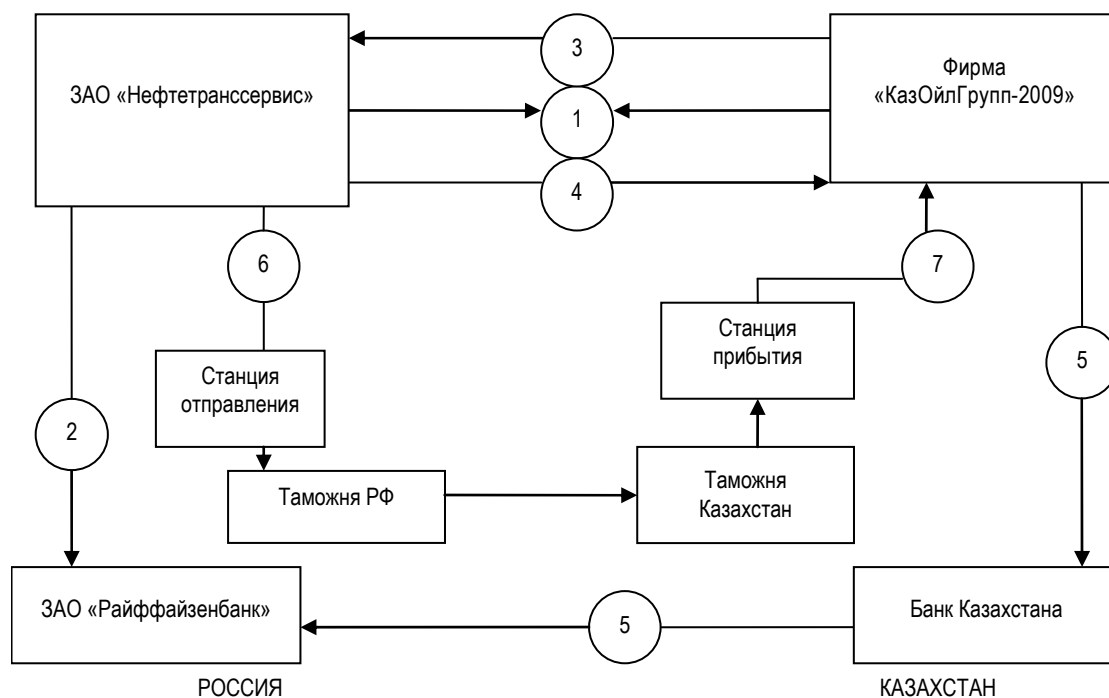 3
ЗАО «Нефтетранссервис»
Фирма
«КазОйлГрупп-2009»
1
4
6
7
Станция
прибытия
Станция
отправления
5
2
Таможня РФ
Таможня
Казахстан
ЗАО «Райффайзенбанк»
5
Банк Казахстана
РОССИЯ
КАЗАХСТАН